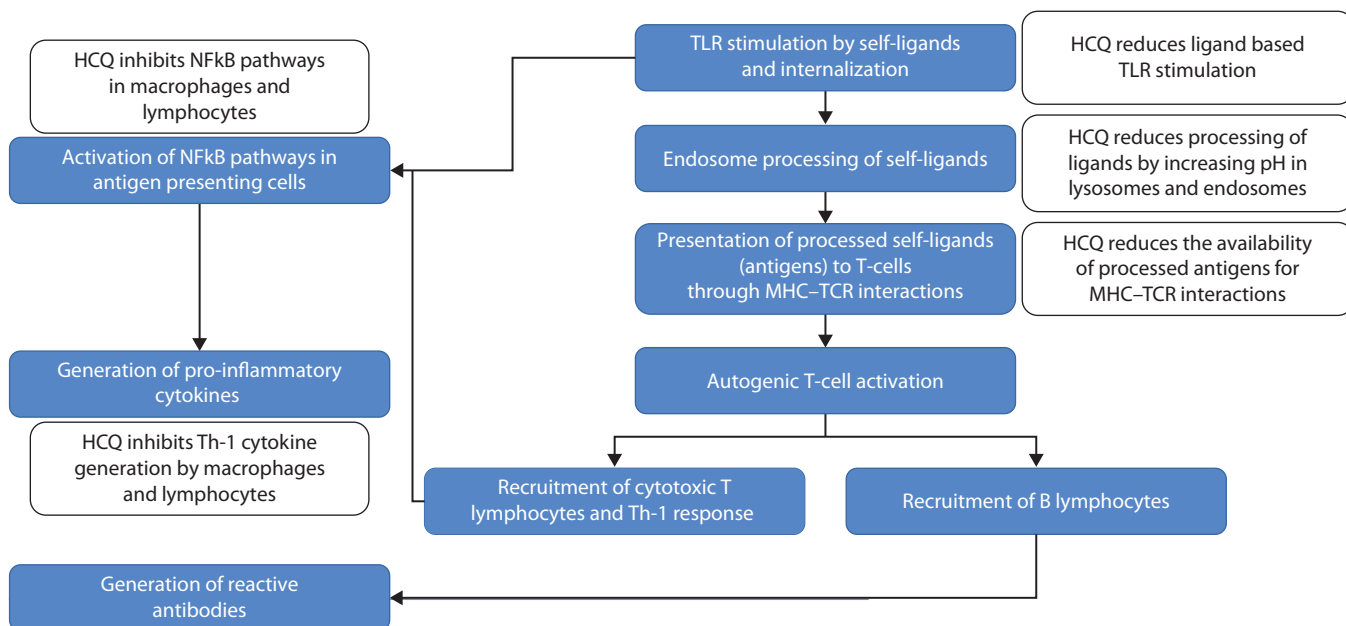 TLR stimulation by self-ligands
and internalization
HCQ reduces ligand based
TLR stimulation
HCQ inhibits NFkB pathways
in macrophages and
lymphocytes
Activation of NFkB pathways in
antigen presenting cells
Endosome processing of self-ligands
HCQ reduces processing of
ligands by increasing pH in
lysosomes and endosomes
Presentation of processed self-ligands
(antigens) to T-cells
through MHC–TCR interactions
HCQ reduces the availability
of processed antigens for
MHC–TCR interactions
Generation of pro-inflammatory
cytokines
Autogenic T-cell activation
HCQ inhibits Th-1 cytokine
generation by macrophages
and lymphocytes
Recruitment of cytotoxic T
lymphocytes and Th-1 response
Recruitment of B lymphocytes
Generation of reactive
antibodies